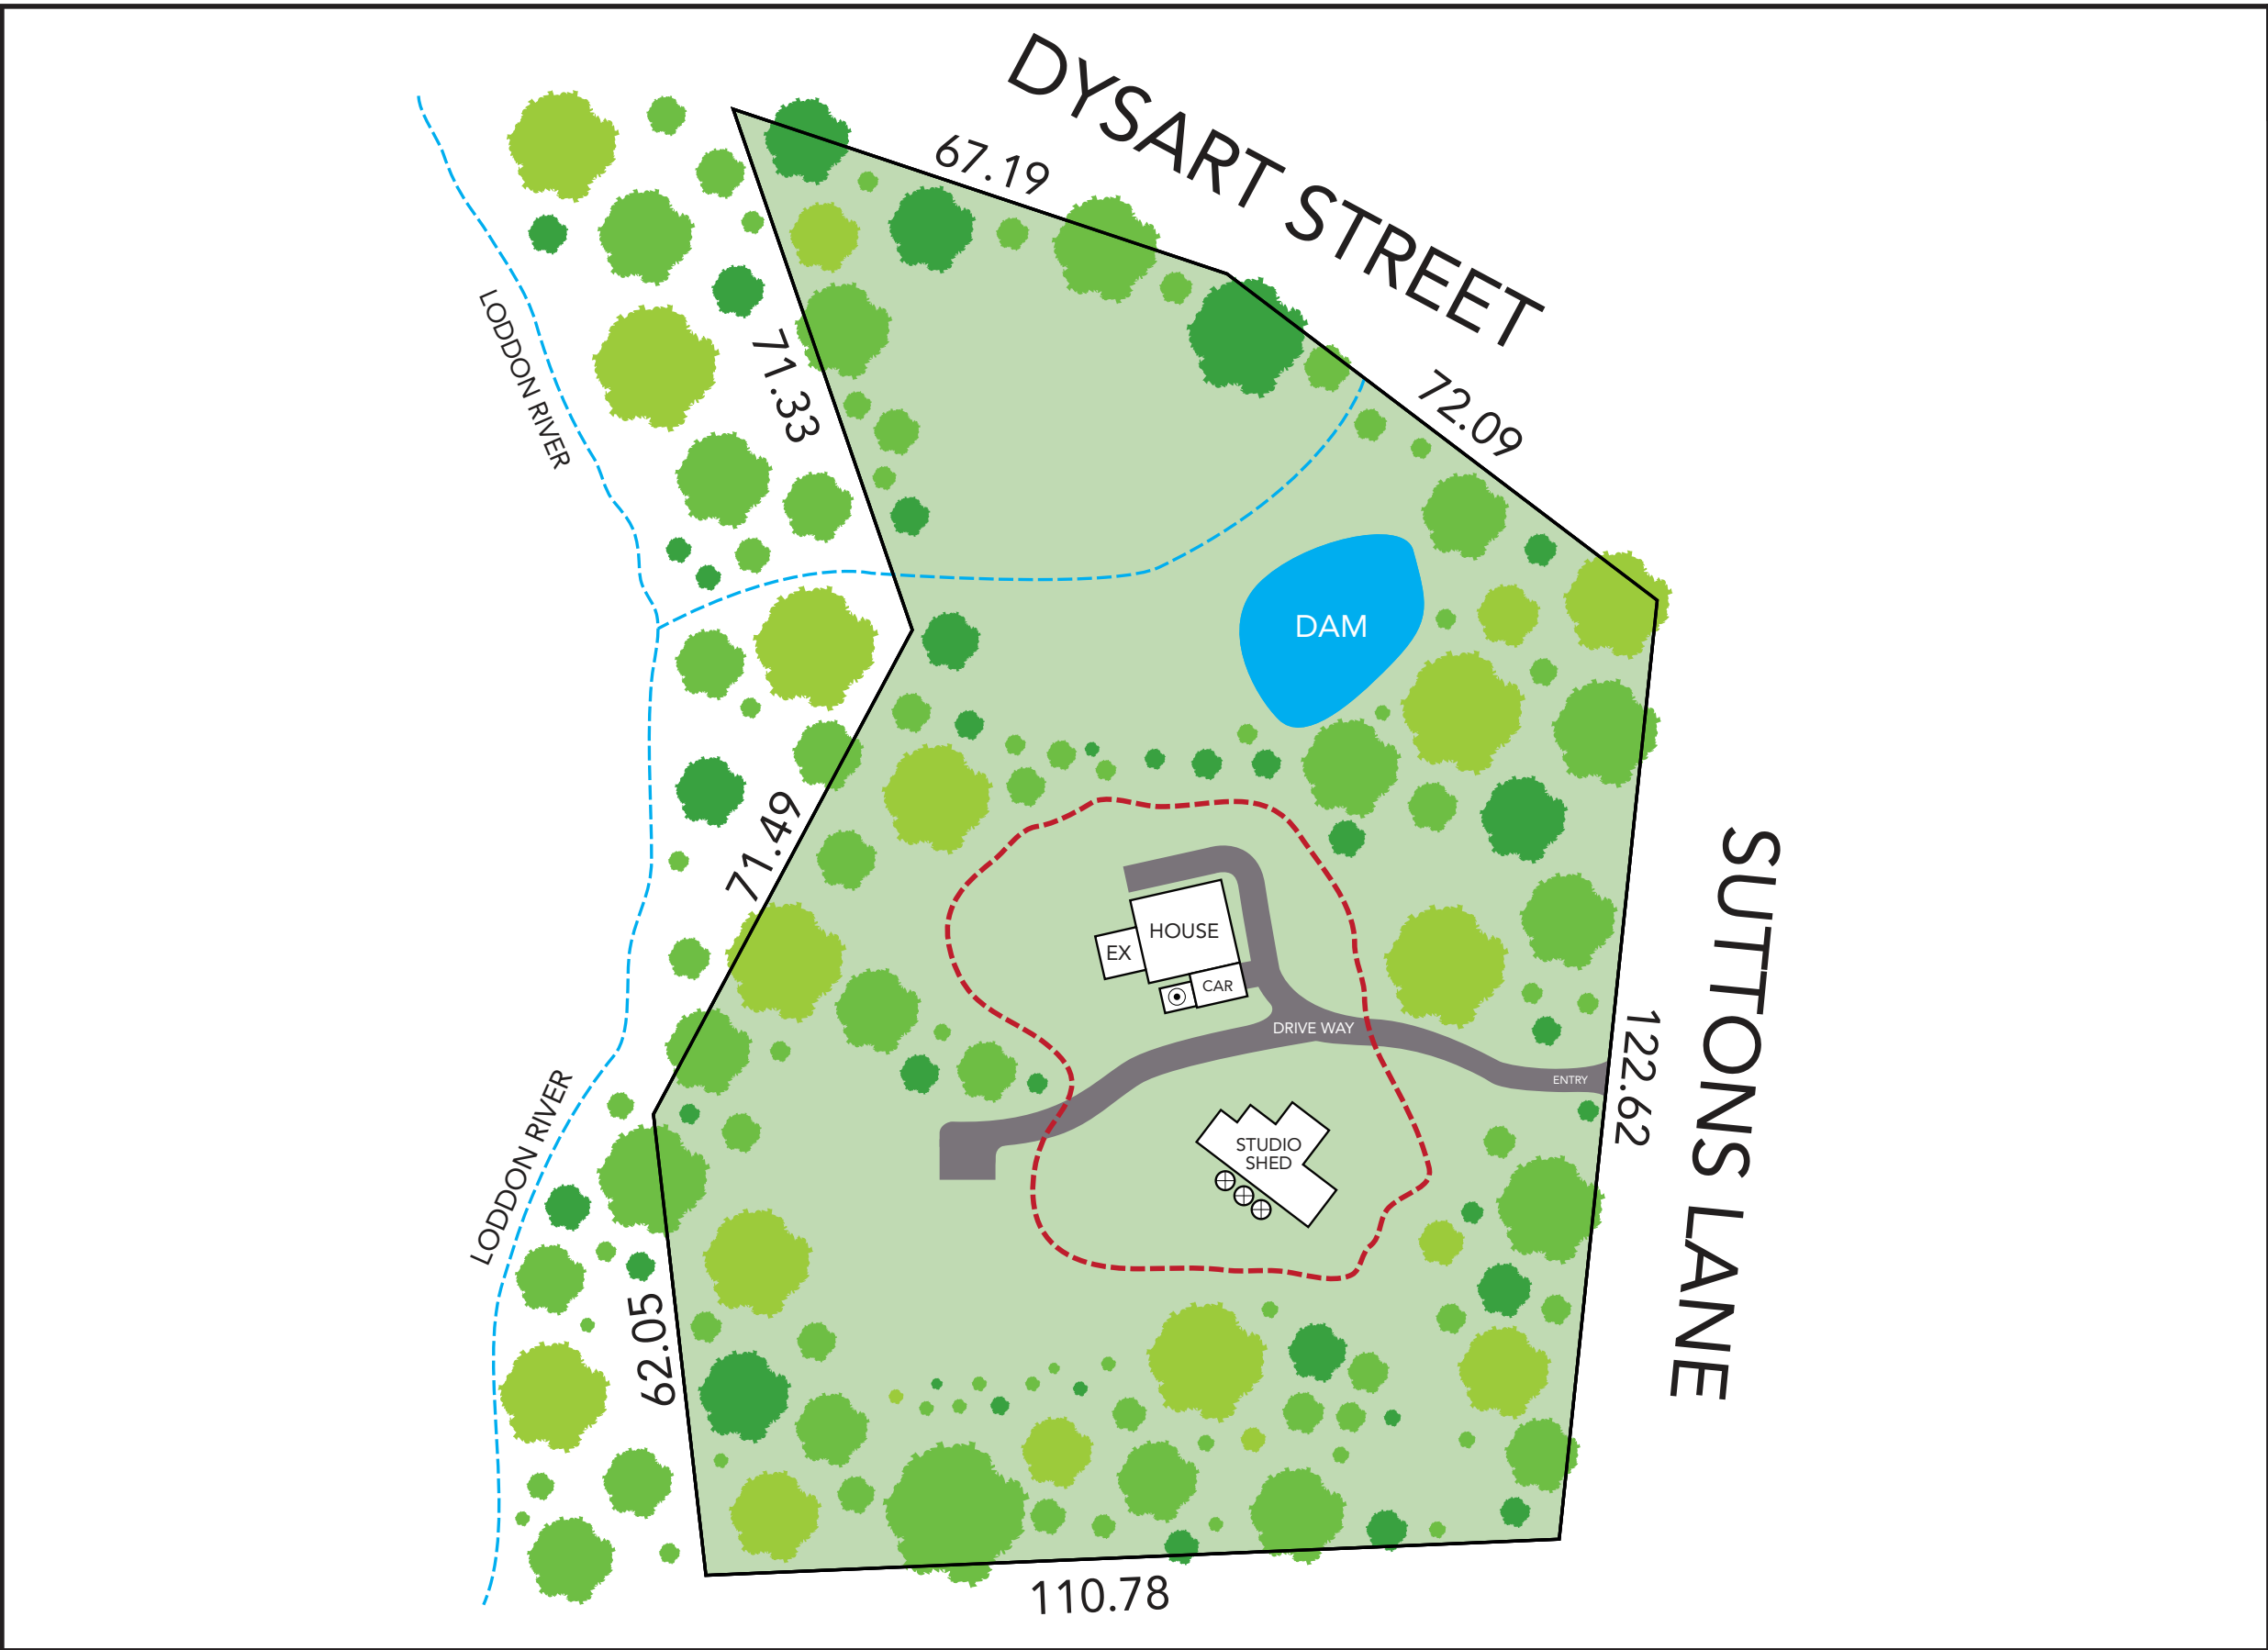 DYSART STREET
67.19
LODDON RIVER
71.33
72.09
DAM
71.49
HOUSE
EX
CAR
DRIVE WAY
ENTRY
SUTTONS LANE
122.62
STUDIO
SHED
LODDON RIVER
62.05
110.78